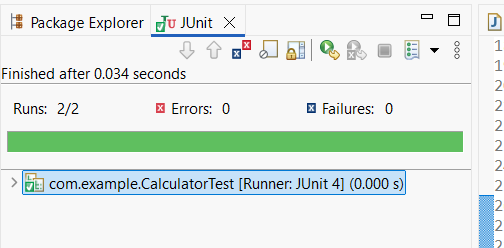 Package Explorer JUnit
Finished after 0.034 seconds
Runs: 2/2 Errors: 0 Failures: 0
com.example.CalculatorTest [Runner: JUnit 4] (0.000 s)